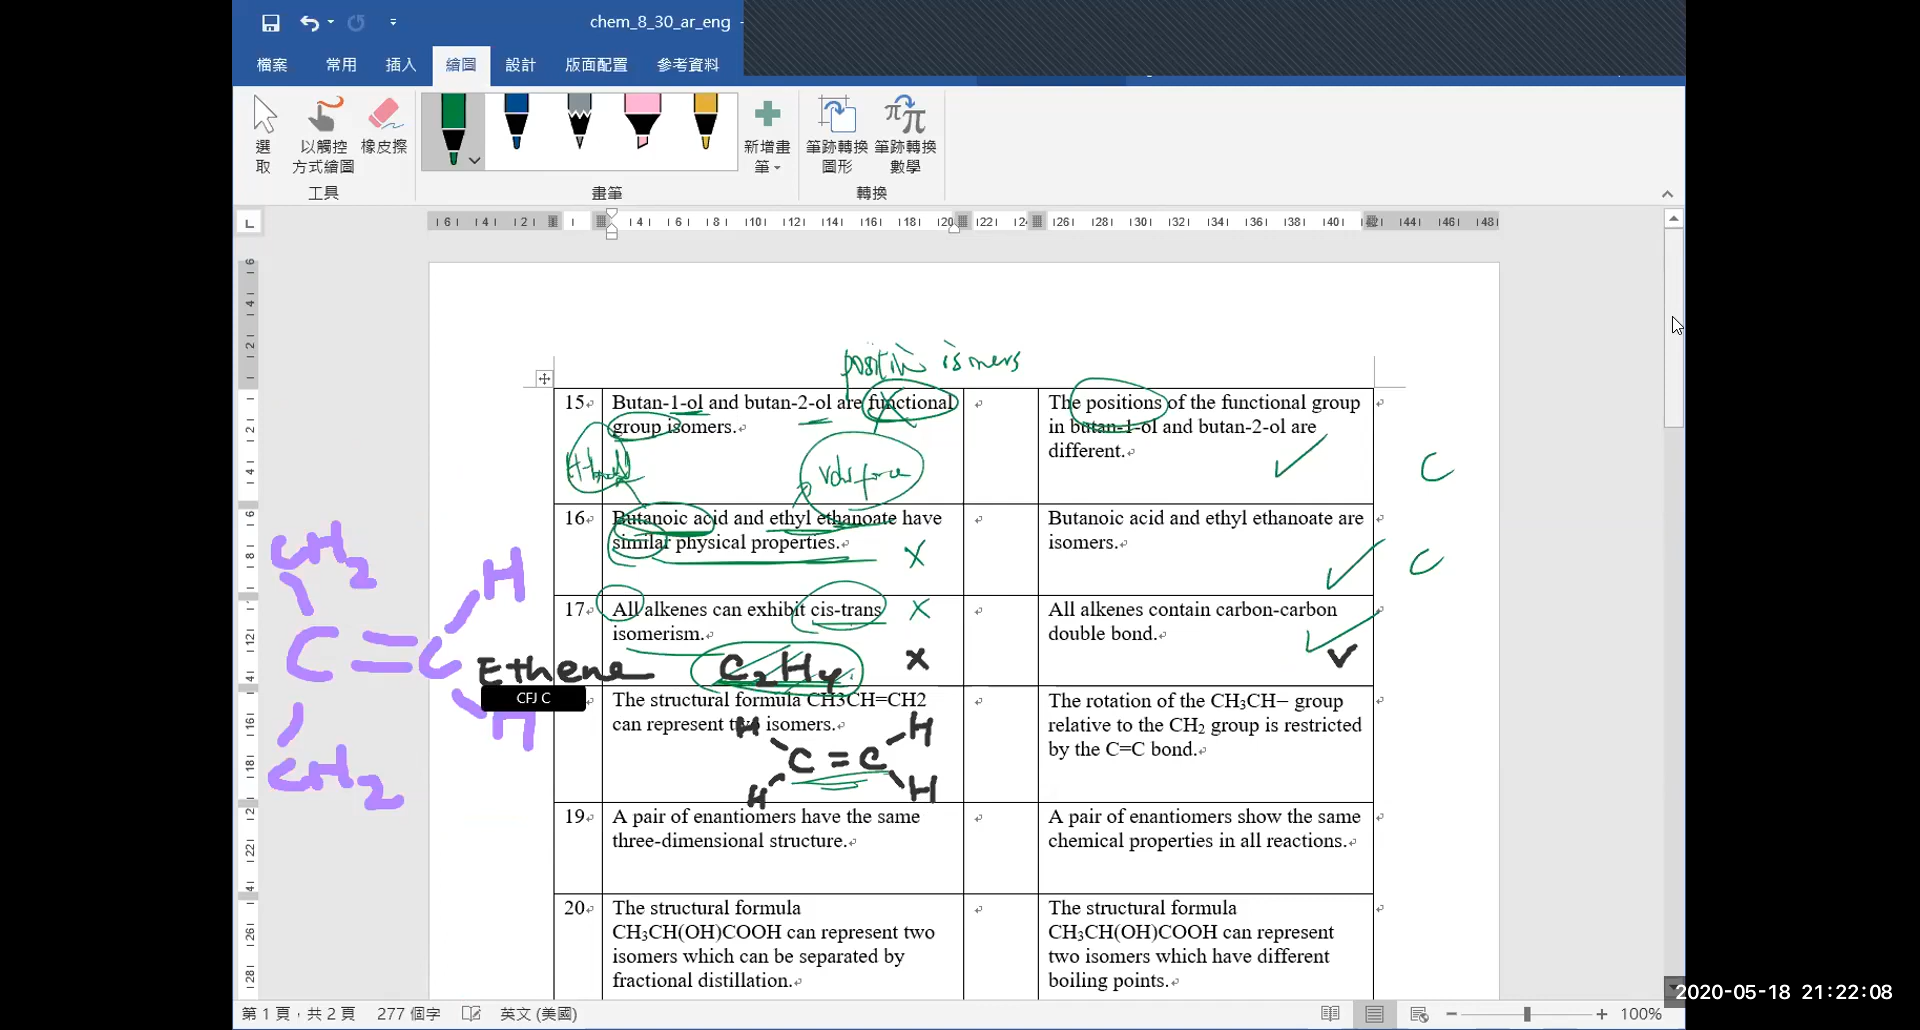 chem_8_30_ar_eng -
檔案 常用 插入 繪圖 設計 版面配置 參考資料
選取 以觸控方式繪圖 橡皮擦 新增畫筆 筆跡轉換圖形 筆跡轉換數學
工具 畫筆 轉換
positin isomers
15 Butan-1-ol and butan-2-ol are functional
group isomers.
The positions of the functional group
in butan-1-ol and butan-2-ol are
different.
C
16 Butanoic acid and ethyl ethanoate have
similar physical properties.
X
Butanoic acid and ethyl ethanoate are
isomers.
C
17 All alkenes can exhibit cis-trans
isomerism.
X
All alkenes contain carbon-carbon
double bond.
CH2
H
C=C
H
CH2
Ethene C2H4 X
CFJ C
The structural formula CH3CH=CH2
can represent two isomers.
The rotation of the CH₃CH− group
relative to the CH₂ group is restricted
by the C=C bond.
H H
C=C
H H
19 A pair of enantiomers have the same
three-dimensional structure.
A pair of enantiomers show the same
chemical properties in all reactions.
20 The structural formula
CH₃CH(OH)COOH can represent two
isomers which can be separated by
fractional distillation.
The structural formula
CH₃CH(OH)COOH can represent
two isomers which have different
boiling points.
第 1 頁，共 2 頁 277 個字 英文 (美國) 100%
2020-05-18 21:22:08